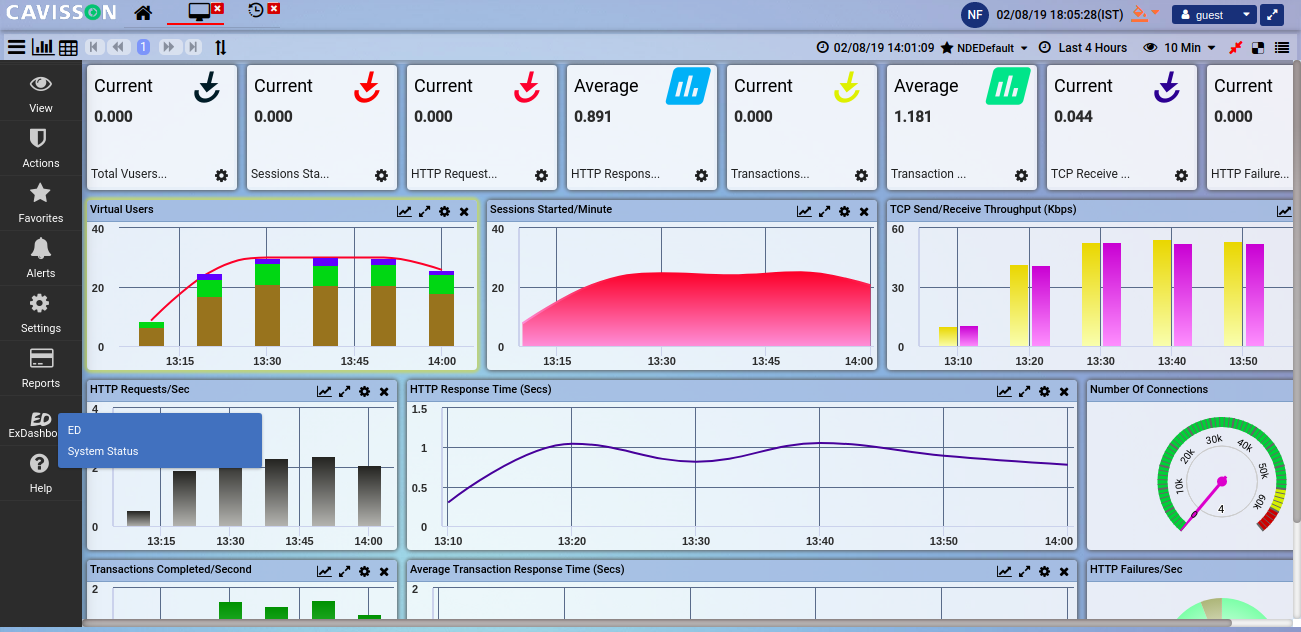 CAVISSON
NF 02/08/19 18:05:28(IST) guest
1 02/08/19 14:01:09 NDEDefault Last 4 Hours 10 Min
View
Actions
Favorites
Alerts
Settings
Reports
ED
ExDashbo
Help
ED
System Status
Current
0.000
Total Vusers...
Current
0.000
Sessions Sta...
Current
0.000
HTTP Request...
Average
0.891
HTTP Respons...
Current
0.000
Transactions...
Average
1.181
Transaction ...
Current
0.044
TCP Receive ...
Current
0.000
HTTP Failure...
Virtual Users
40
20
0
13:15 13:30 13:45 14:00
Sessions Started/Minute
40
20
0
13:15 13:30 13:45 14:00
TCP Send/Receive Throughput (Kbps)
60
30
0
13:10 13:20 13:30 13:40 13:50
HTTP Requests/Sec
4
2
0
13:15 13:30 13:45 14:00
HTTP Response Time (Secs)
1.5
1
0.5
0
13:10 13:20 13:30 13:40 13:50 14:00
Number Of Connections
0 10k 20k 30k 40k 50k 60k
4
Transactions Completed/Second
2
Average Transaction Response Time (Secs)
2
HTTP Failures/Sec